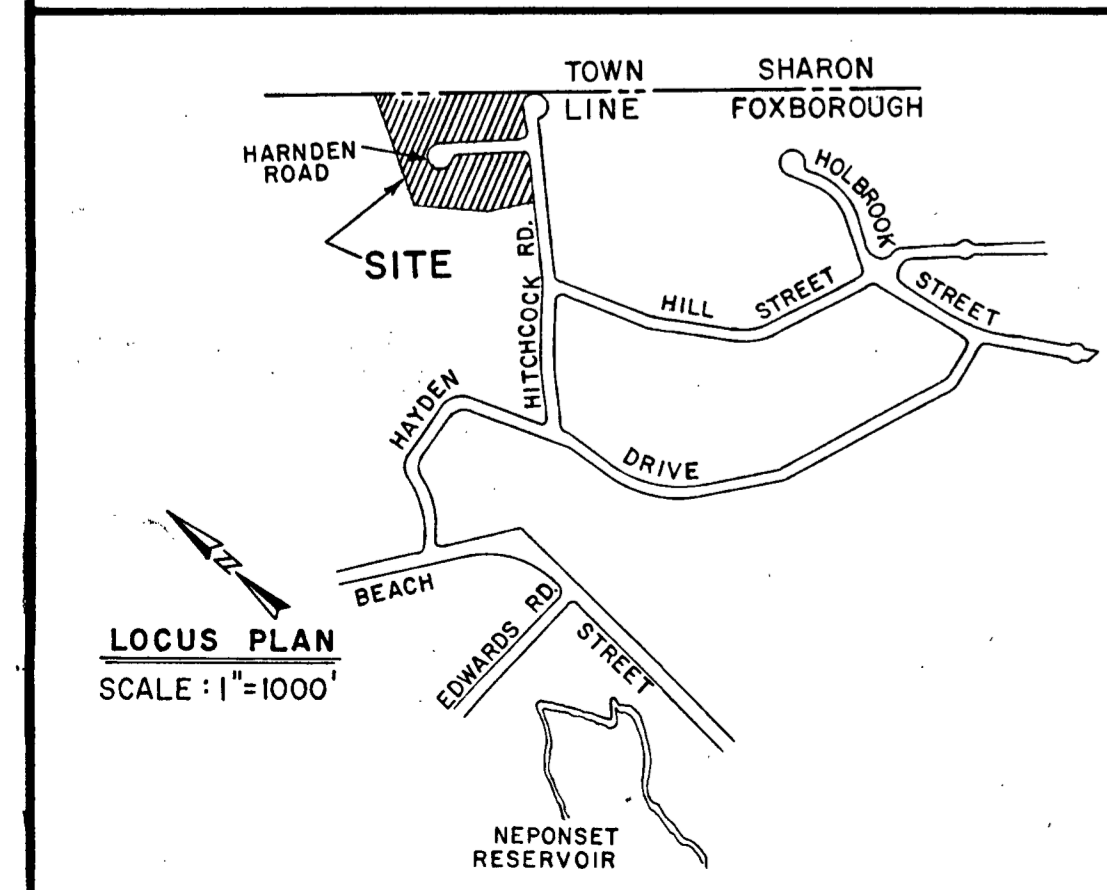 TOWN SHARON
LINE FOXBOROUGH
HARNDEN
ROAD
SITE
HITCHCOCK RD.
HOLBROOK
STREET
HILL STREET
HAYDEN
DRIVE
BEACH
STREET
EDWARDS RD.
N
LOCUS PLAN
SCALE : 1"=1000'
NEPONSET
RESERVOIR